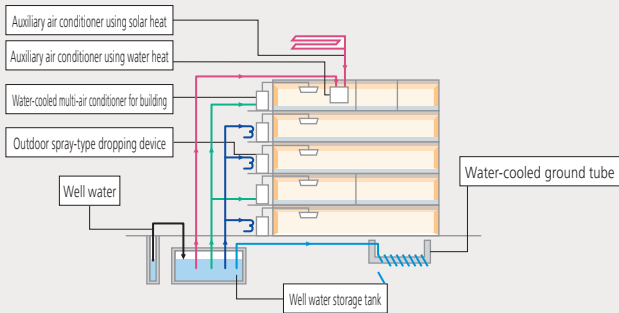 Auxiliary air conditioner using solar heat
Auxiliary air conditioner using water heat
Water-cooled multi-air conditioner for building
Outdoor spray-type dropping device
Well water
Water-cooled ground tube
Well water storage tank